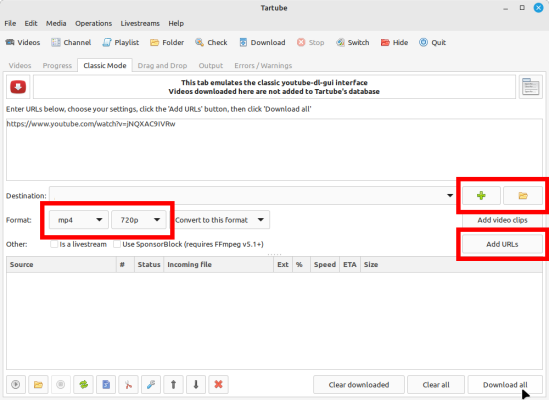 Tartube
File Edit Media Operations Livestreams Help
Videos Channel Playlist Folder Check Download Stop Switch Hide Quit
Videos Progress Classic Mode Drag and Drop Output Errors / Warnings
This tab emulates the classic youtube-dl-gui interface
Videos downloaded here are not added to Tartube's database
Enter URLs below, choose your settings, click the 'Add URLs' button, then click 'Download all'
https://www.youtube.com/watch?v=jNQXAC9IVRw
Destination:
Format: mp4 720p Convert to this format Add video clips
Other: Is a livestream Use SponsorBlock (requires FFmpeg v5.1+) Add URLs
Source # Status Incoming file Ext % Speed ETA Size
Clear downloaded Clear all Download all